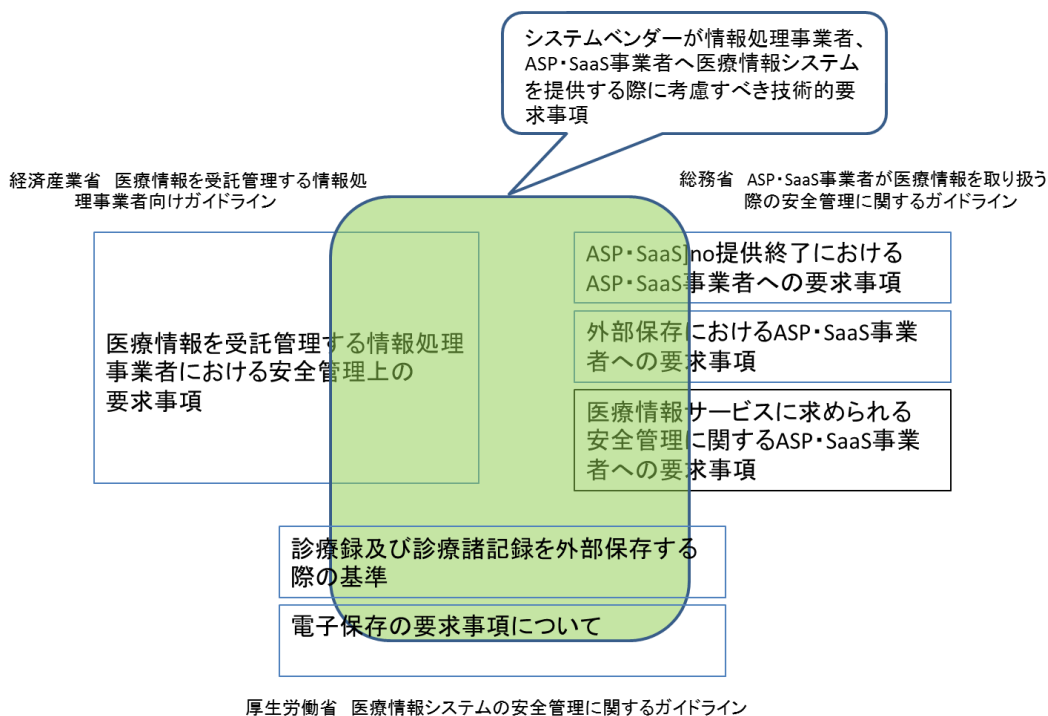 システムベンダーが情報処理事業者、
ASP・SaaS事業者へ医療情報システム
を提供する際に考慮すべき技術的要
求事項
経済産業省　医療情報を受託管理する情報処
理事業者向けガイドライン
総務省　ASP・SaaS事業者が医療情報を取り扱う
際の安全管理に関するガイドライン
医療情報を受託管理する情報処理
事業者における安全管理上の
要求事項
ASP・SaaS]no提供終了における
ASP・SaaS事業者への要求事項
外部保存におけるASP・SaaS事業
者への要求事項
医療情報サービスに求められる
安全管理に関するASP・SaaS事業
者への要求事項
診療録及び診療諸記録を外部保存する
際の基準
電子保存の要求事項について
厚生労働省　医療情報システムの安全管理に関するガイドライン